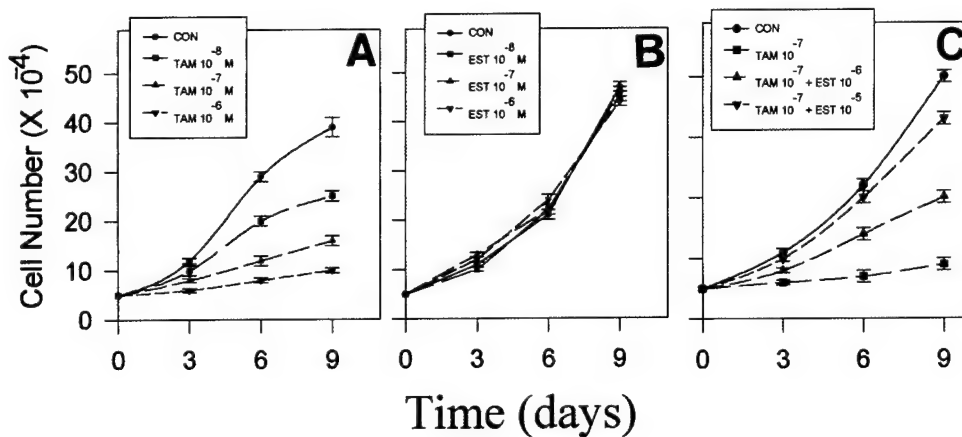 Cell Number (X 10⁻⁴)
50
40
30
20
10
0
A
CON
TAM 10⁻⁸ M
TAM 10⁻⁷ M
TAM 10⁻⁶ M
0 3 6 9
B
CON
EST 10⁻⁸ M
EST 10⁻⁷ M
EST 10⁻⁶ M
0 3 6 9
C
CON
TAM 10⁻⁷
TAM 10⁻⁷ + EST 10⁻⁶
TAM 10⁻⁷ + EST 10⁻⁵
0 3 6 9
Time (days)